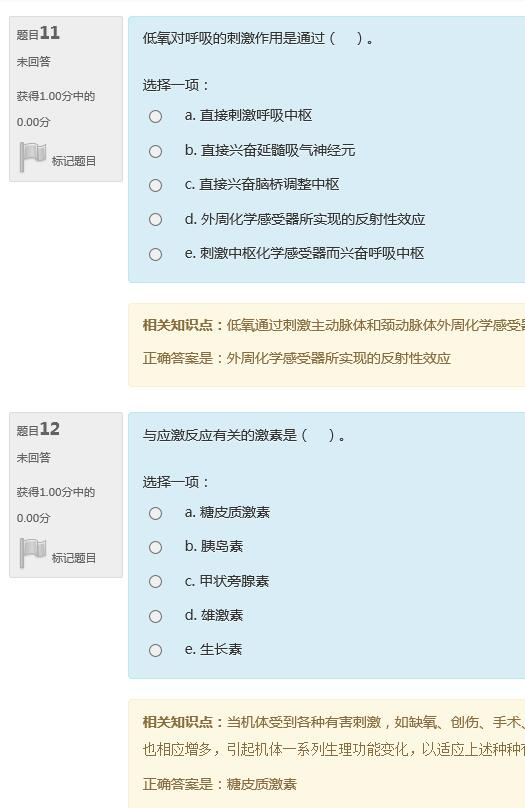 题目11
未回答
获得1.00分中的
0.00分
标记题目
低氧对呼吸的刺激作用是通过（ ）。
选择一项：
a. 直接刺激呼吸中枢
b. 直接兴奋延髓吸气神经元
c. 直接兴奋脑桥调整中枢
d. 外周化学感受器所实现的反射性效应
e. 刺激中枢化学感受器而兴奋呼吸中枢
相关知识点：低氧通过刺激主动脉体和颈动脉体外周化学感受
正确答案是：外周化学感受器所实现的反射性效应
题目12
未回答
获得1.00分中的
0.00分
标记题目
与应激反应有关的激素是（ ）。
选择一项：
a. 糖皮质激素
b. 胰岛素
c. 甲状旁腺素
d. 雄激素
e. 生长素
相关知识点：当机体受到各种有害刺激，如缺氧、创伤、手术、
也相应增多，引起机体一系列生理功能变化，以适应上述种种
正确答案是：糖皮质激素